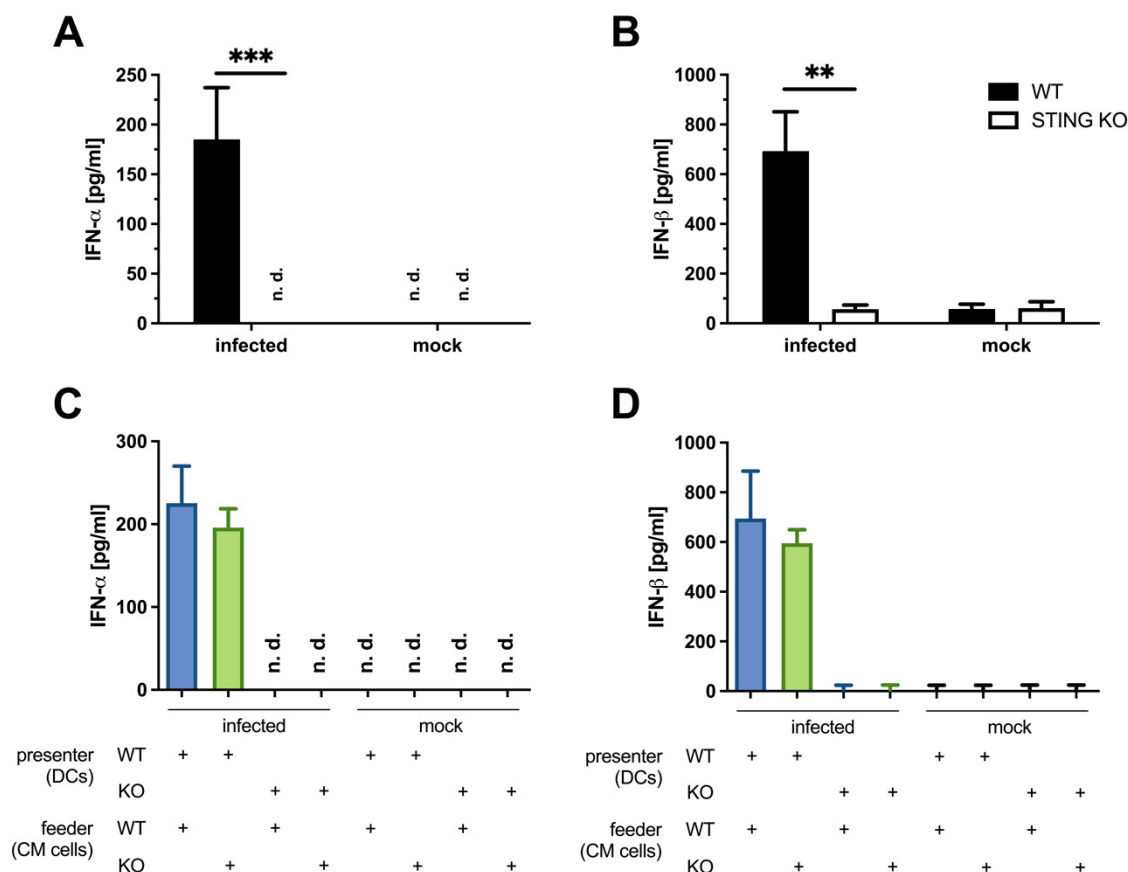 A
***
250
200
150
100
50
0
IFN-α [pg/ml]
n. d.
n. d.
n. d.
infected
mock
B
**
1000
800
600
400
200
0
IFN-β [pg/ml]
WT
STING KO
infected
mock
C
300
200
100
0
IFN-α [pg/ml]
n. d.
n. d.
n. d.
n. d.
n. d.
n. d.
infected
mock
presenter
(DCs)
WT + + + +
KO + + + +
feeder
(CM cells)
WT + + + +
KO + + + +
D
1000
800
600
400
200
0
IFN-β [pg/ml]
infected
mock
presenter
(DCs)
WT + + + +
KO + + + +
feeder
(CM cells)
WT + + + +
KO + + + +